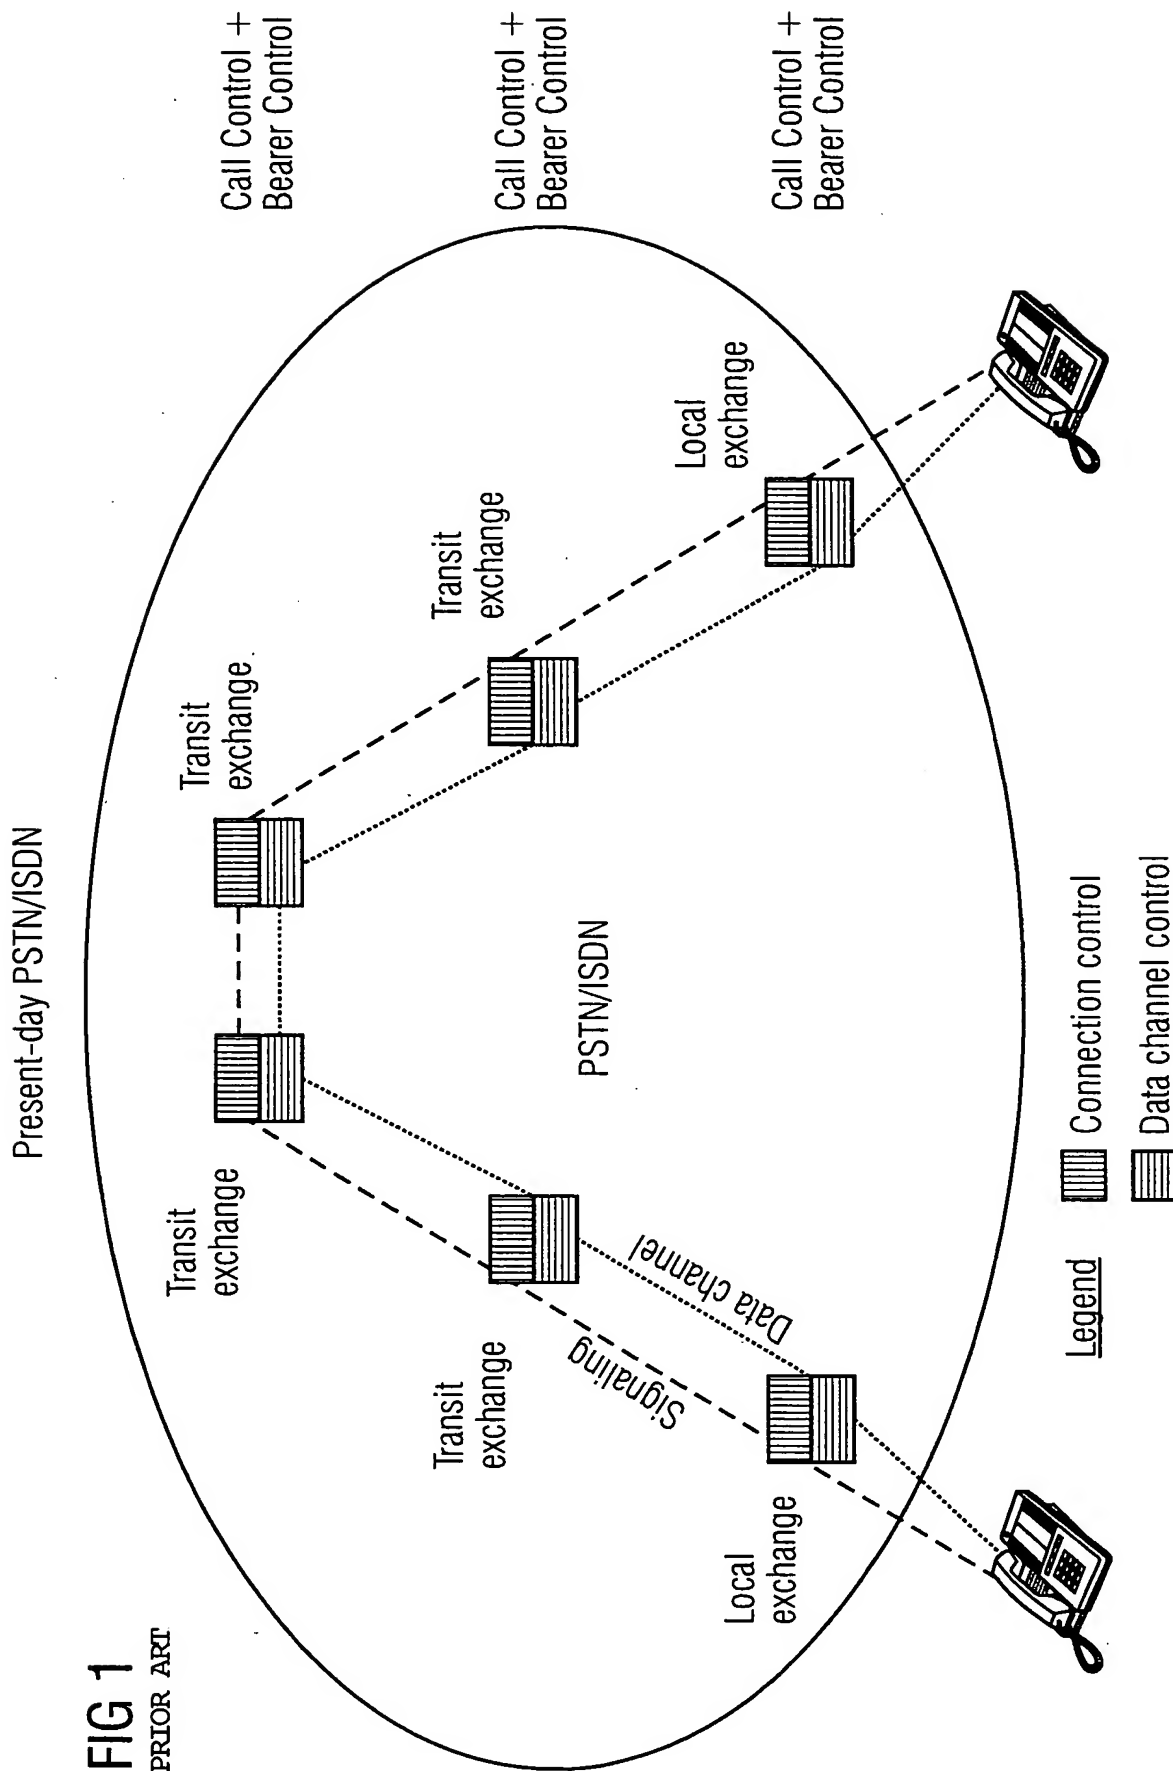 FIG 1
PRIOR ART
Present-day PSTN/ISDN
Transit
exchange
Transit
exchange
Call Control +
Bearer Control
Transit
exchange
Transit
exchange
Call Control +
Bearer Control
Signaling
Data channel
PSTN/ISDN
Local
exchange
Local
exchange
Call Control +
Bearer Control
Legend
Connection control
Data channel control